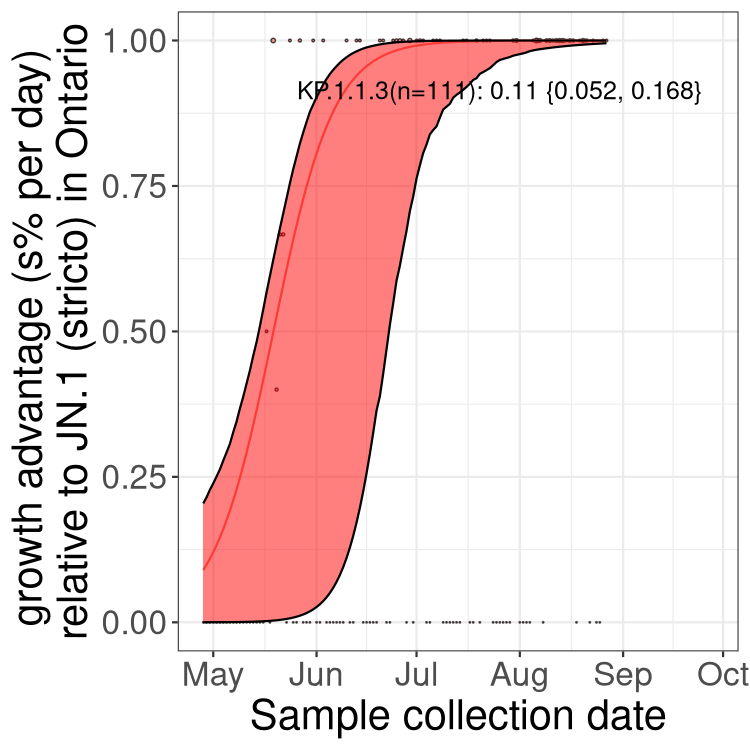 growth advantage (s% per day)
relative to JN.1 (stricto) in Ontario
1.00
0.75
0.50
0.25
0.00
KP.1.1.3(n=111): 0.11 {0.052, 0.168}
May Jun Jul Aug Sep Oct
Sample collection date